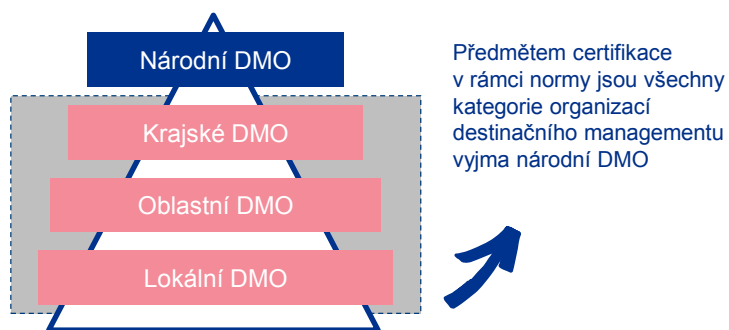 Národní DMO
Krajské DMO
Oblastní DMO
Lokální DMO
Předmětem certifikace
v rámci normy jsou všechny
kategorie organizací
destinačního managementu
vyjma národní DMO